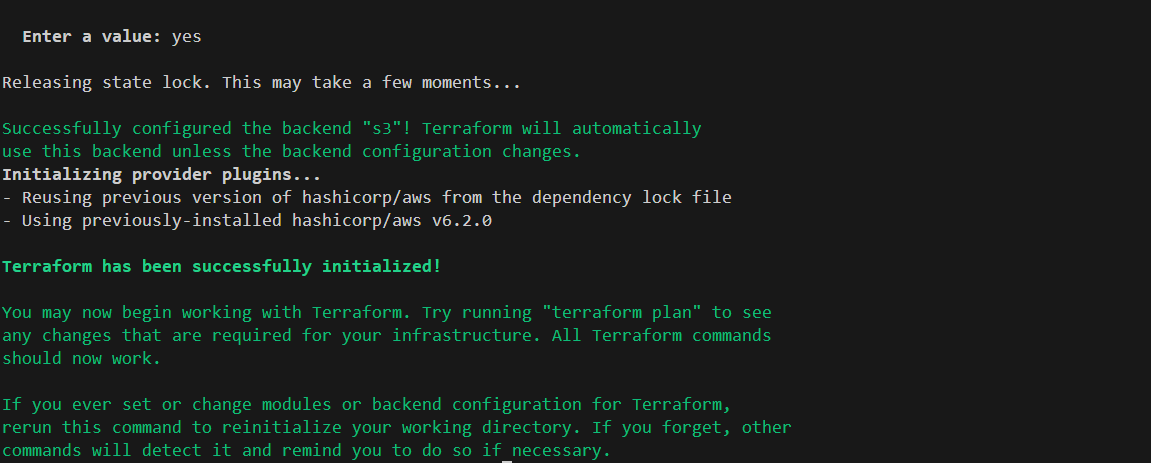 Enter a value: yes
Releasing state lock. This may take a few moments...
Successfully configured the backend "s3"! Terraform will automatically
use this backend unless the backend configuration changes.
Initializing provider plugins...
- Reusing previous version of hashicorp/aws from the dependency lock file
- Using previously-installed hashicorp/aws v6.2.0
Terraform has been successfully initialized!
You may now begin working with Terraform. Try running "terraform plan" to see
any changes that are required for your infrastructure. All Terraform commands
should now work.
If you ever set or change modules or backend configuration for Terraform,
rerun this command to reinitialize your working directory. If you forget, other
commands will detect it and remind you to do so if necessary.